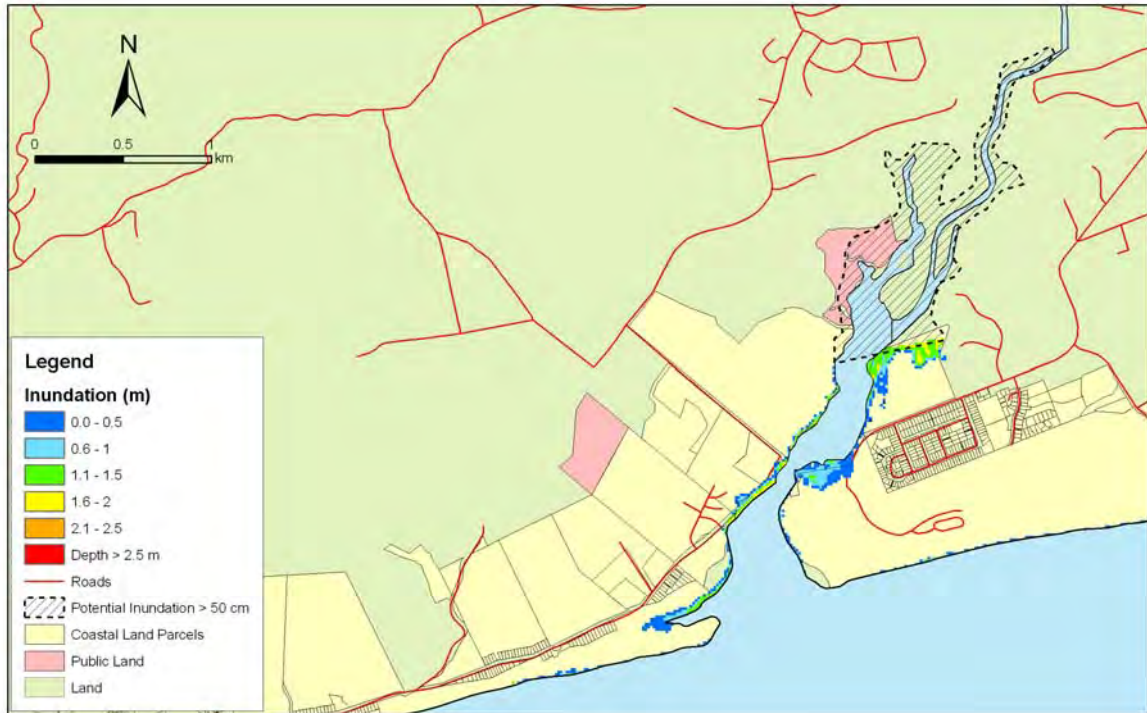 N
0
0.5
1
km
Legend
Inundation (m)
0.0 - 0.5
0.6 - 1
1.1 - 1.5
1.6 - 2
2.1 - 2.5
Depth > 2.5 m
Roads
Potential Inundation > 50 cm
Coastal Land Parcels
Public Land
Land